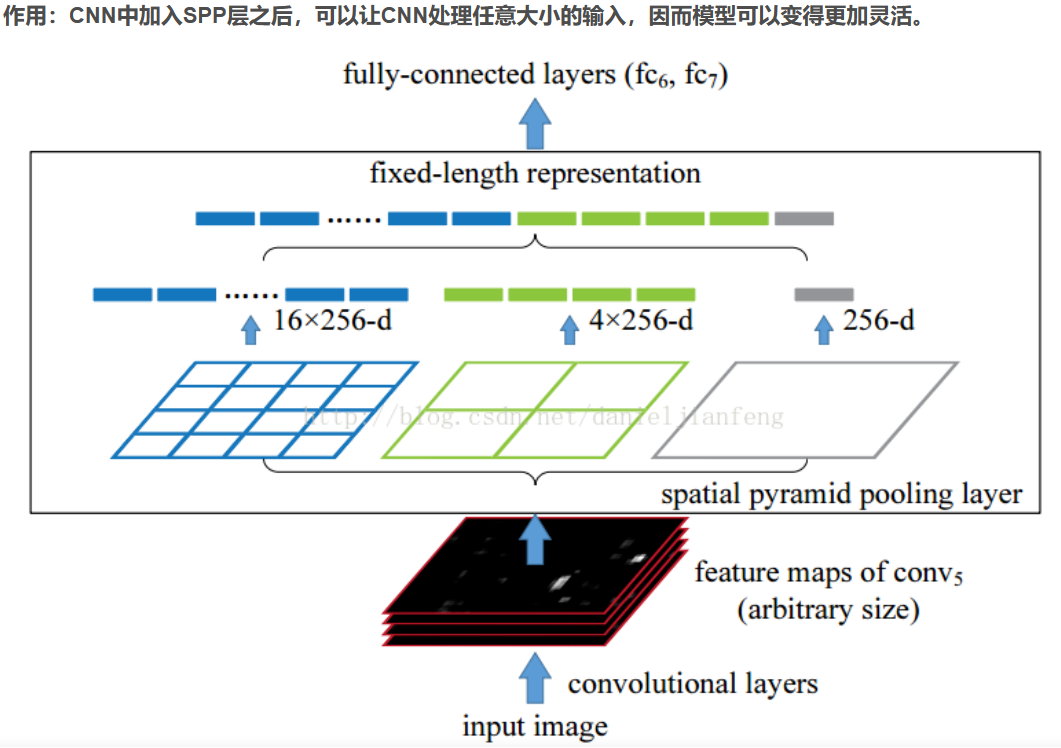 作用：CNN中加入SPP层之后，可以让CNN处理任意大小的输入，因而模型可以变得更加灵活。
fully-connected layers (fc₆, fc₇)
fixed-length representation
......
......
16×256-d
4×256-d
256-d
http://blog.csdn.net/danieljianfeng
spatial pyramid pooling layer
feature maps of conv₅
(arbitrary size)
convolutional layers
input image